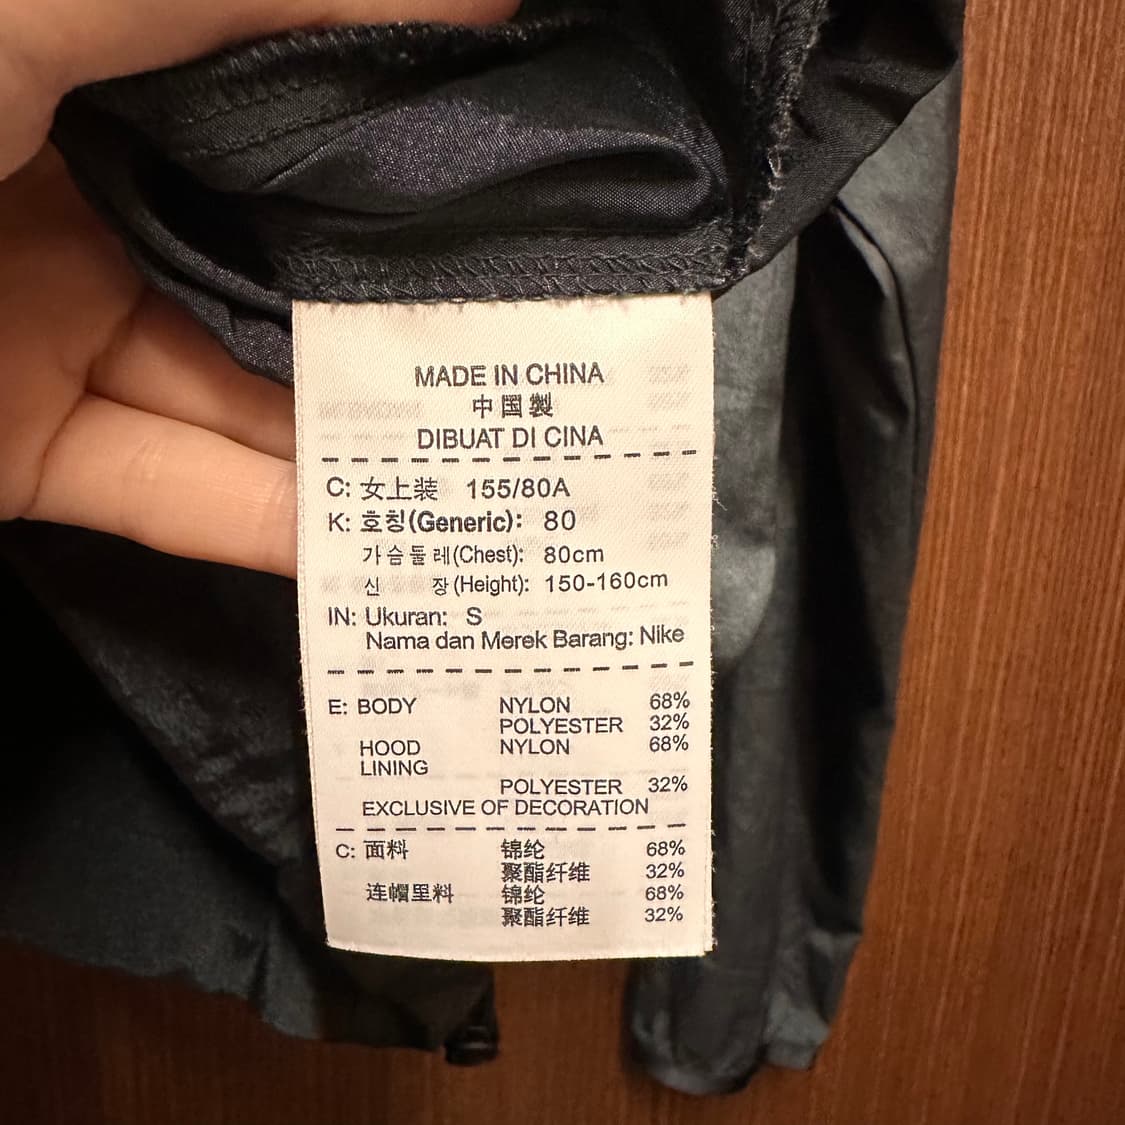 MADE IN CHINA
中国製
DIBUAT DI CINA
C: 女上装 155/80A
K: 호칭(Generic): 80
가슴둘레(Chest): 80cm
신 장(Height): 150-160cm
IN: Ukuran: S
Nama dan Merek Barang: Nike
E: BODY NYLON 68%
POLYESTER 32%
HOOD NYLON 68%
LINING
POLYESTER 32%
EXCLUSIVE OF DECORATION
C: 面料 锦纶 68%
聚酯纤维 32%
连帽里料 锦纶 68%
聚酯纤维 32%